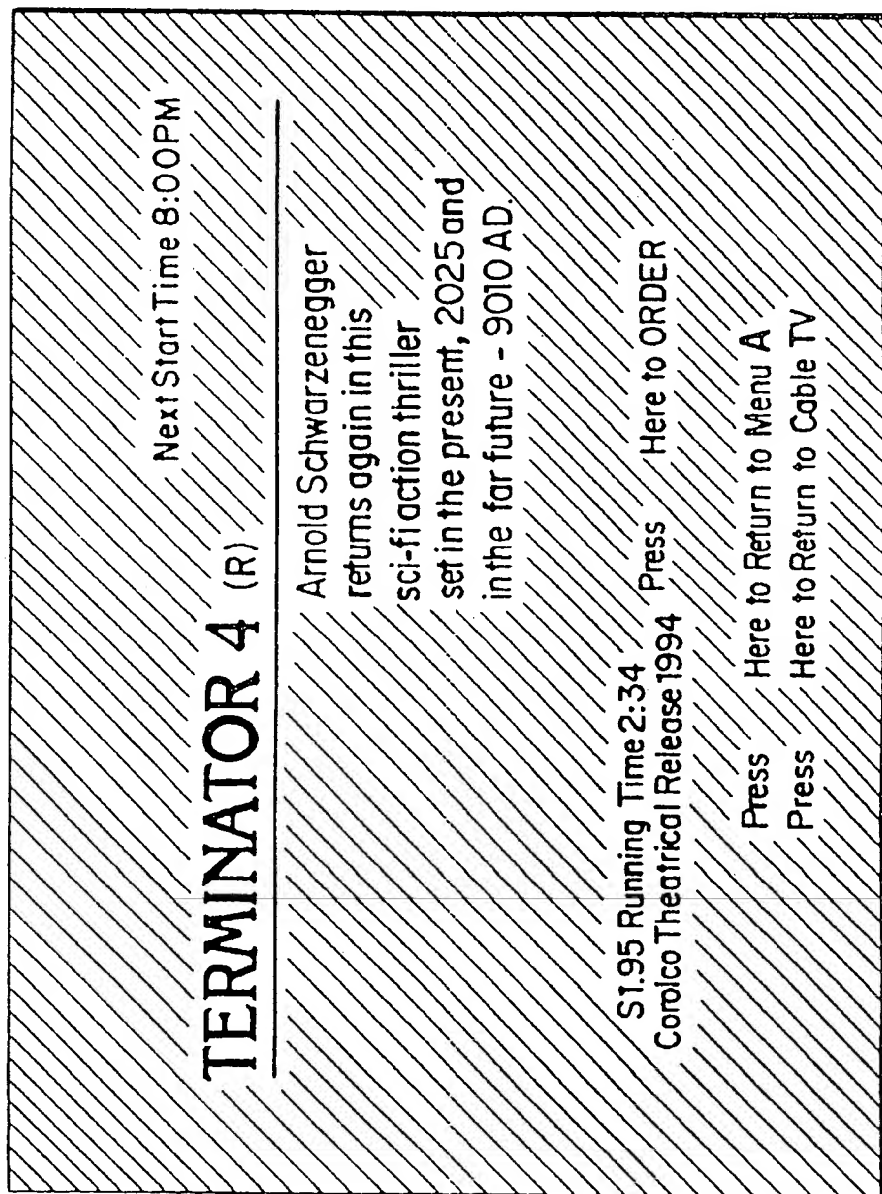 Next Start Time 8:00PM
TERMINATOR 4 (R)
Arnold Schwarzenegger
returns again in this
sci-fi action thriller
set in the present, 2025 and
in the far future - 9010 AD.
S1.95 Running Time 2:34
Corolco Theatrical Release 1994
Press Here to ORDER
Press Here to Return to Menu A
Press Here to Return to Cable TV